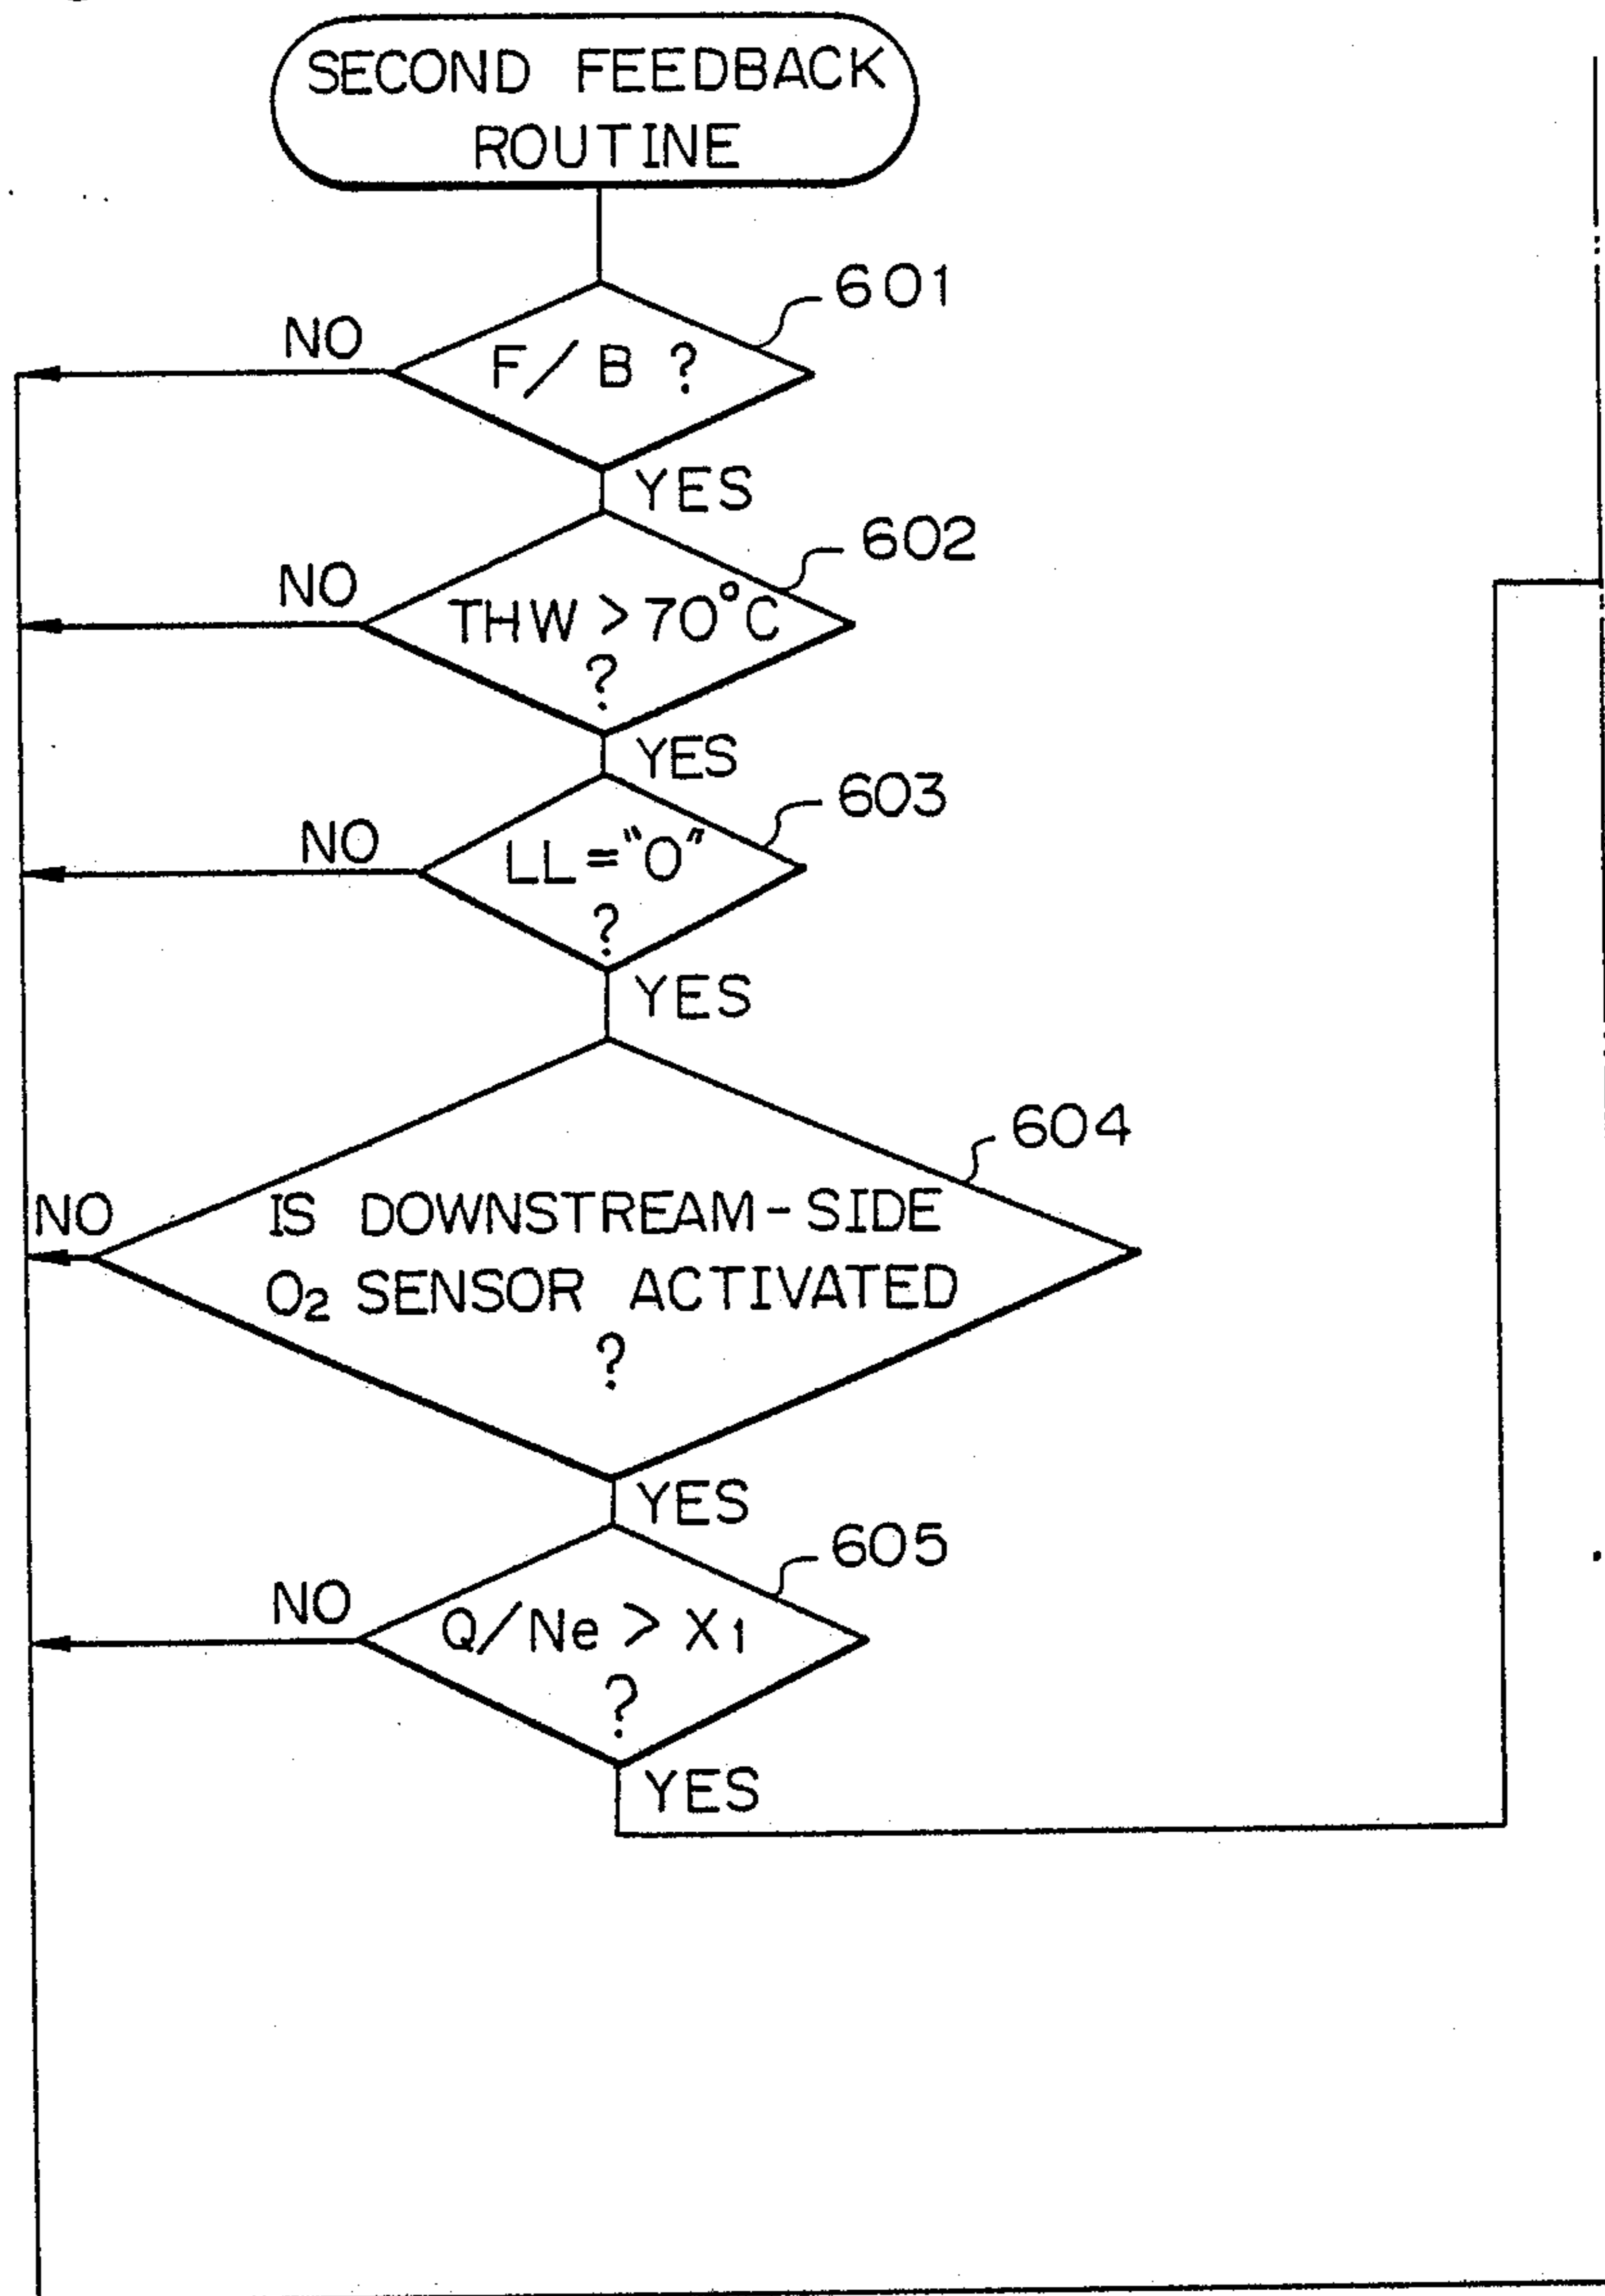 SECOND FEEDBACK
ROUTINE
601
NO
F/B ?
YES
602
NO
THW > 70°C
?
YES
603
NO
LL="0"
?
YES
604
NO
IS DOWNSTREAM-SIDE
O₂ SENSOR ACTIVATED
?
YES
605
NO
Q/Ne > X₁
?
YES